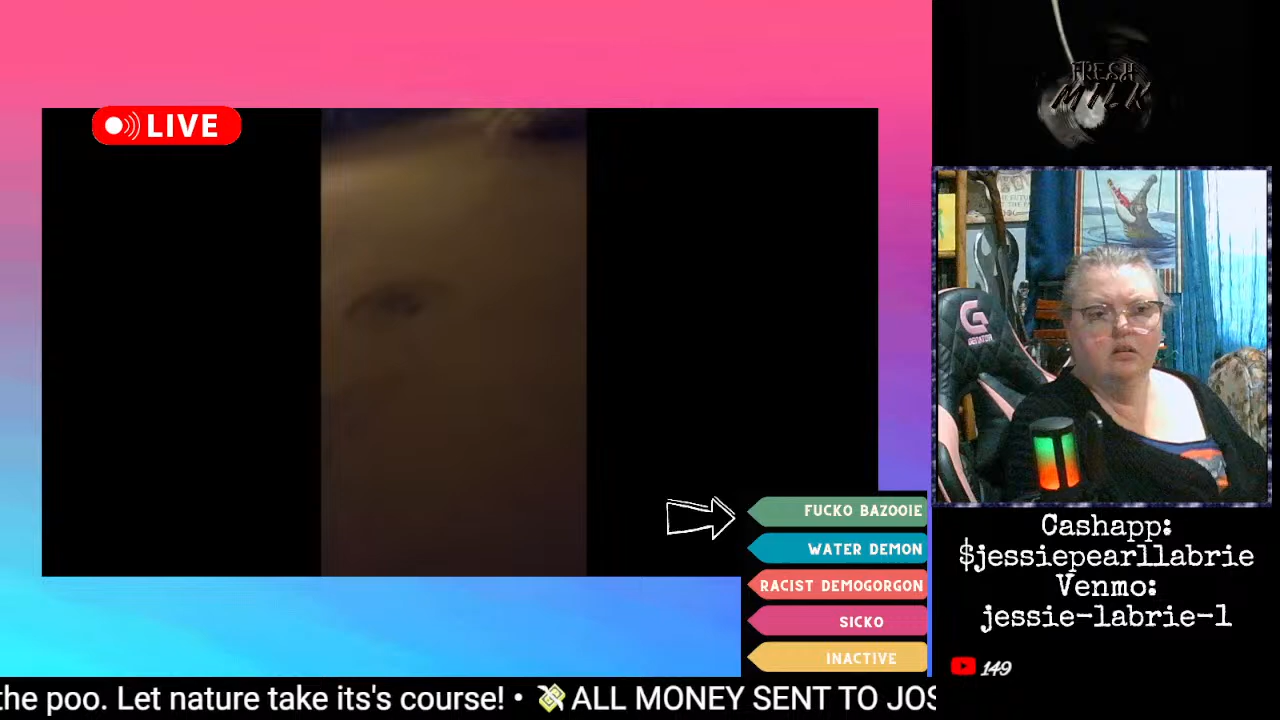 LIVE
FRESH
MILK
GENATOR
FUCKO BAZOOIE
WATER DEMON
RACIST DEMOGORGON
SICKO
INACTIVE
Cashapp:
$jessiepearllabrie
Venmo:
jessie-labrie-1
149
the poo. Let nature take its's course! • 💸ALL MONEY SENT TO JOS